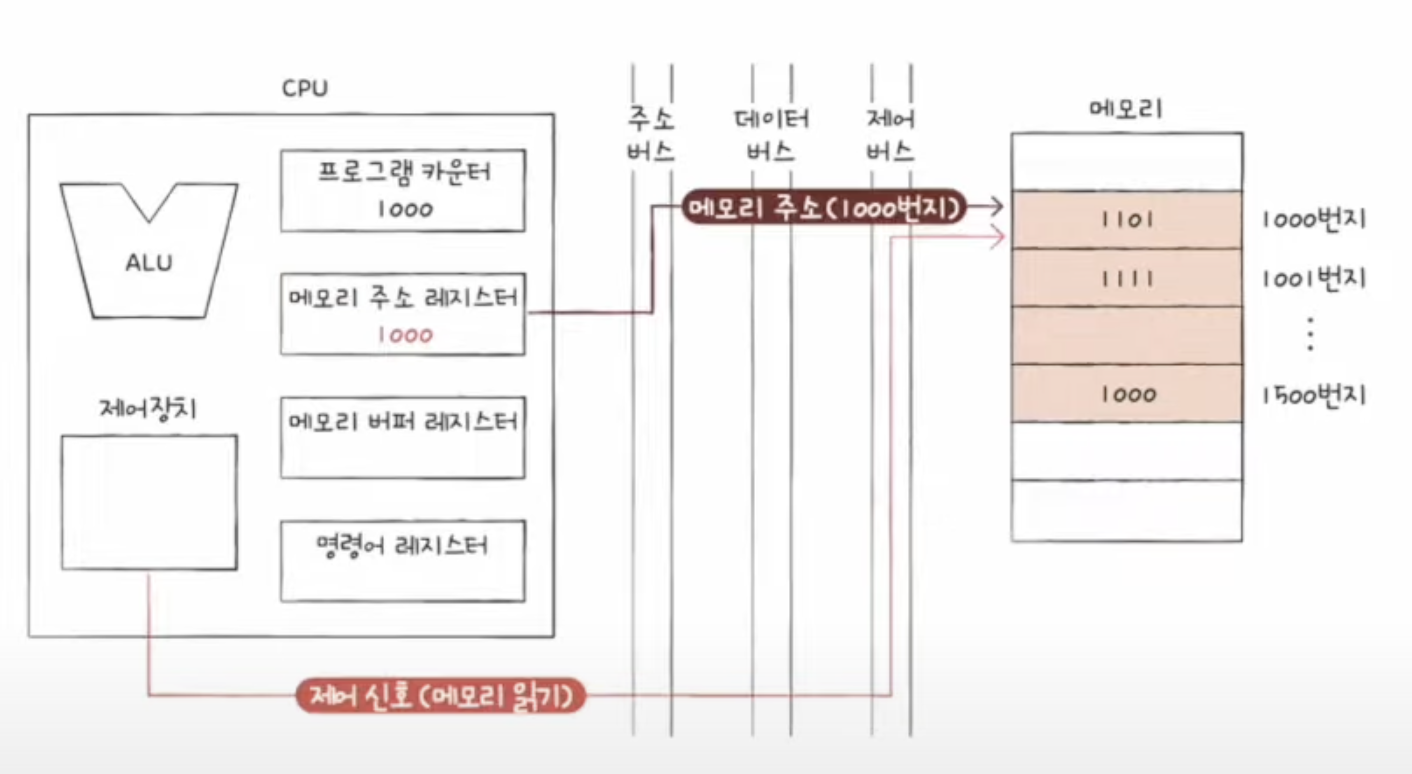 CPU
ALU
제어장치
프로그램 카운터
1000
메모리 주소 레지스터
1000
메모리 버퍼 레지스터
명령어 레지스터
주소
버스
데이터
버스
제어
버스
메모리 주소(1000번지)
제어 신호(메모리 읽기)
메모리
1101
1000번지
1111
1001번지
⋮
1000
1500번지